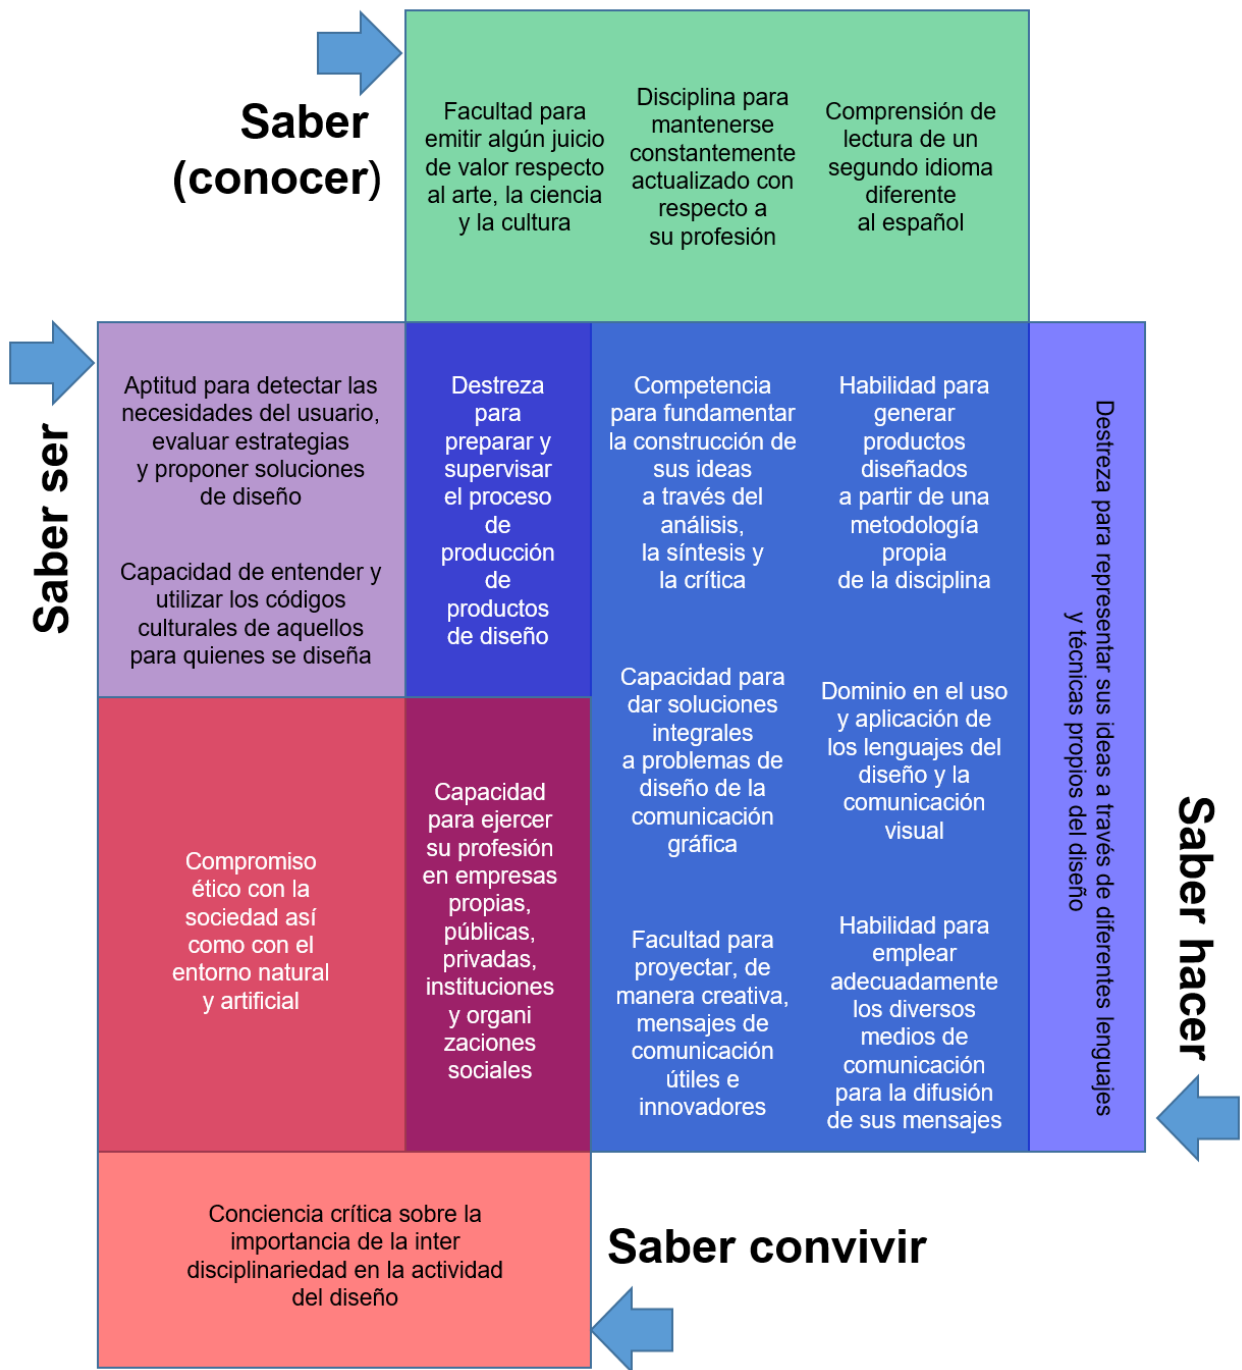 Saber
(conocer)
Facultad para
emitir algún juicio
de valor respecto
al arte, la ciencia
y la cultura
Disciplina para
mantenerse
constantemente
actualizado con
respecto a
su profesión
Comprensión de
lectura de un
segundo idioma
diferente
al español
Saber ser
Aptitud para detectar las
necesidades del usuario,
evaluar estrategias
y proponer soluciones
de diseño
Capacidad de entender y
utilizar los códigos
culturales de aquellos
para quienes se diseña
Destreza
para
preparar y
supervisar
el proceso
de
producción
de
productos
de diseño
Competencia
para fundamentar
la construcción de
sus ideas
a través del
análisis,
la síntesis y
la crítica
Habilidad para
generar
productos
diseñados
a partir de una
metodología
propia
de la disciplina
Capacidad para
dar soluciones
integrales
a problemas de
diseño de la
comunicación
gráfica
Dominio en el uso
y aplicación de
los lenguajes del
diseño y la
comunicación
visual
Facultad para
proyectar, de
manera creativa,
mensajes de
comunicación
útiles e
innovadores
Habilidad para
emplear
adecuadamente
los diversos
medios de
comunicación
para la difusión
de sus mensajes
Destreza para representar sus ideas a través de diferentes lenguajes
y técnicas propios del diseño
Saber hacer
Compromiso
ético con la
sociedad así
como con el
entorno natural
y artificial
Capacidad
para ejercer
su profesión
en empresas
propias,
públicas,
privadas,
instituciones
y organi
zaciones
sociales
Conciencia crítica sobre la
importancia de la inter
disciplinariedad en la actividad
del diseño
Saber convivir